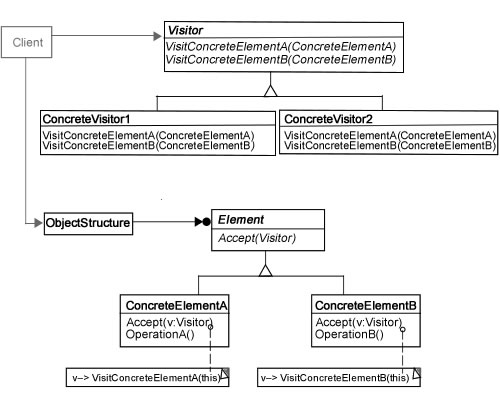 Client
Visitor
VisitConcreteElementA(ConcreteElementA)
VisitConcreteElementB(ConcreteElementB)
ConcreteVisitor1
VisitConcreteElementA(ConcreteElementA)
VisitConcreteElementB(ConcreteElementB)
ConcreteVisitor2
VisitConcreteElementA(ConcreteElementA)
VisitConcreteElementB(ConcreteElementB)
ObjectStructure
Element
Accept(Visitor)
ConcreteElementA
Accept(v:Visitor)
OperationA()
ConcreteElementB
Accept(v:Visitor)
OperationB()
v--> VisitConcreteElementA(this)
v--> VisitConcreteElementB(this)